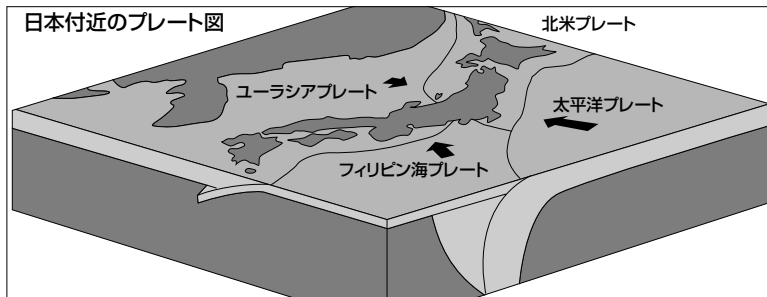 日本付近のプレート図
北米プレート
ユーラシアプレート
太平洋プレート
フィリピン海プレート